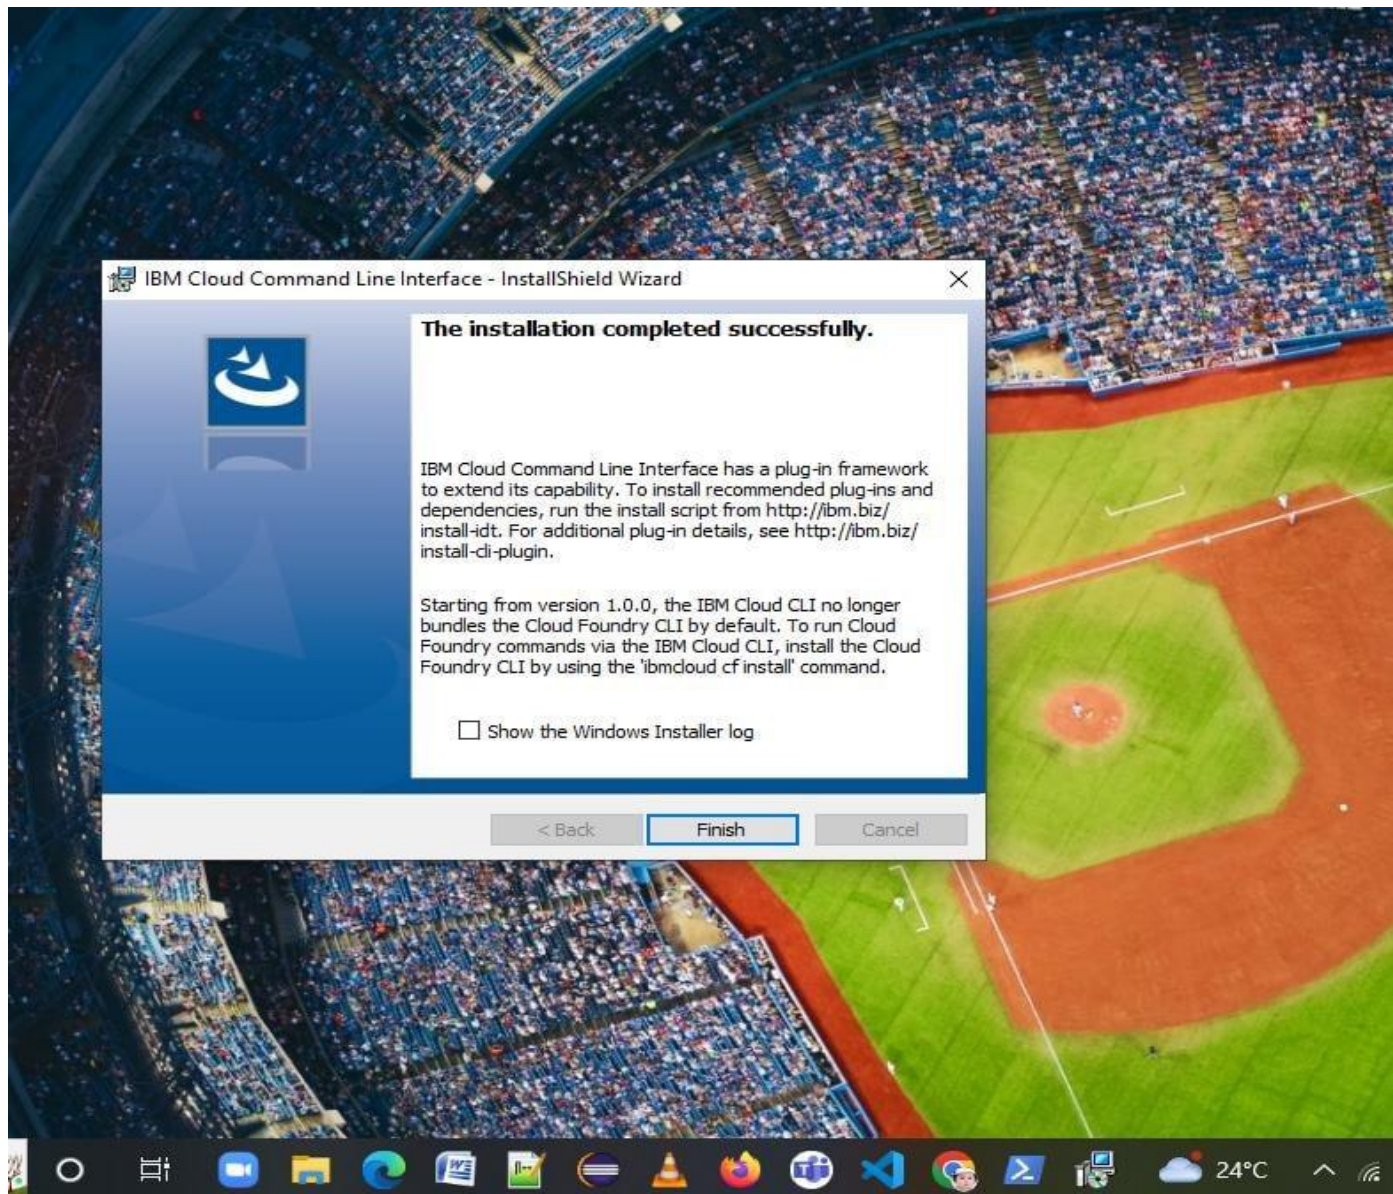 IBM Cloud Command Line Interface - InstallShield Wizard
The installation completed successfully.
IBM Cloud Command Line Interface has a plug-in framework
to extend its capability. To install recommended plug-ins and
dependencies, run the install script from http://ibm.biz/
install-idt. For additional plug-in details, see http://ibm.biz/
install-cli-plugin.
Starting from version 1.0.0, the IBM Cloud CLI no longer
bundles the Cloud Foundry CLI by default. To run Cloud
Foundry commands via the IBM Cloud CLI, install the Cloud
Foundry CLI by using the 'ibmcloud cf install' command.
Show the Windows Installer log
< Back
Finish
Cancel
24°C